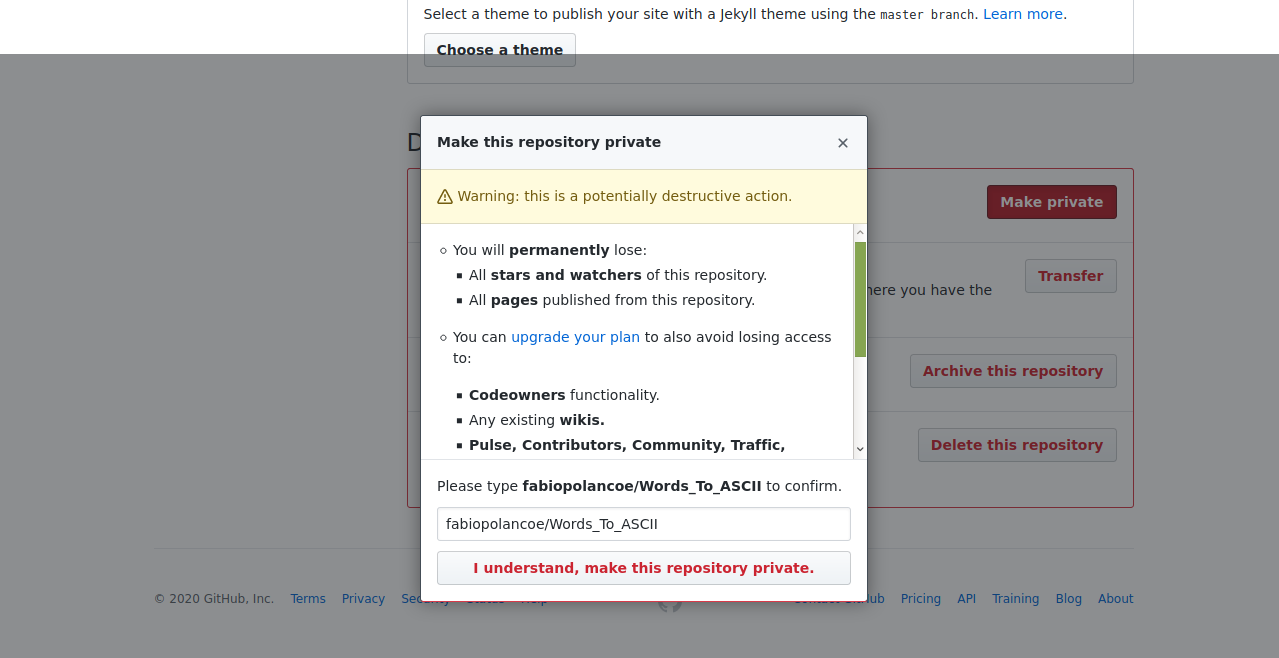 Select a theme to publish your site with a Jekyll theme using the master branch. Learn more.
Choose a theme
D
Make this repository private ×
Warning: this is a potentially destructive action.
Make private
You will permanently lose:
All stars and watchers of this repository.
All pages published from this repository.
Transfer
here you have the
You can upgrade your plan to also avoid losing access
to:
Archive this repository
Codeowners functionality.
Any existing wikis.
Pulse, Contributors, Community, Traffic,
Delete this repository
Please type fabiopolancoe/Words_To_ASCII to confirm.
fabiopolancoe/Words_To_ASCII
I understand, make this repository private.
© 2020 GitHub, Inc. Terms Privacy Security Status Help Contact GitHub Pricing API Training Blog About